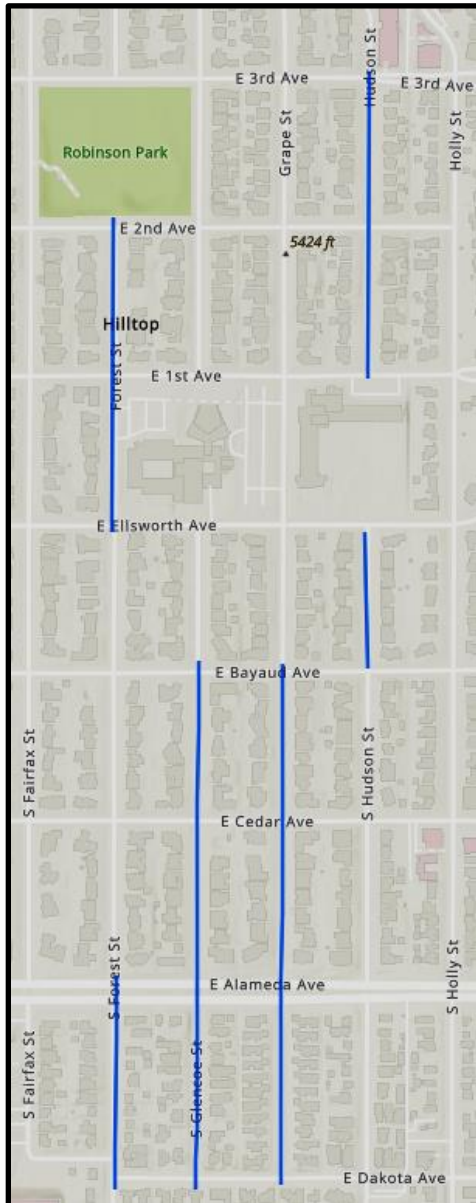 Hudson St
E 3rd Ave
E 3rd Ave
Grape St
Holly St
Robinson Park
E 2nd Ave
5424 ft
Hilltop
Forest St
E 1st Ave
E Ellsworth Ave
E Bayaud Ave
S Fairfax St
S Hudson St
E Cedar Ave
S Forest St
E Alameda Ave
S Holly St
S Fairfax St
S Glencoe St
E Dakota Ave